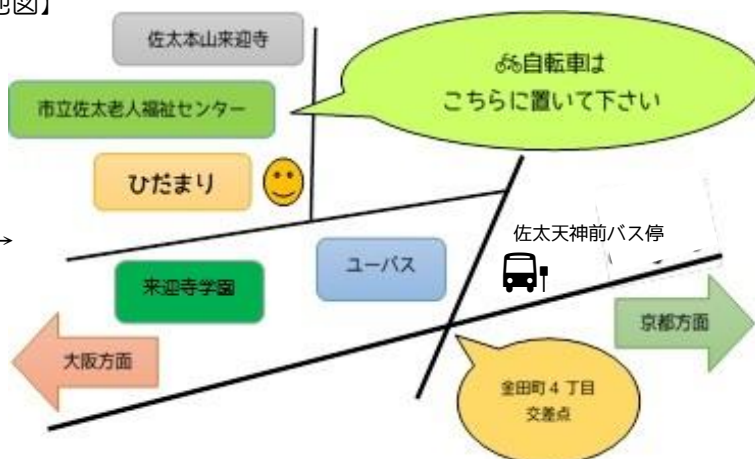 地図】
佐太本山来迎寺
🚲自転車は
こちらに置いて下さい
市立佐太老人福祉センター
ひだまり
→
佐太天神前バス停
ユーバス
来迎寺学園
京都方面
大阪方面
金田町4丁目
交差点